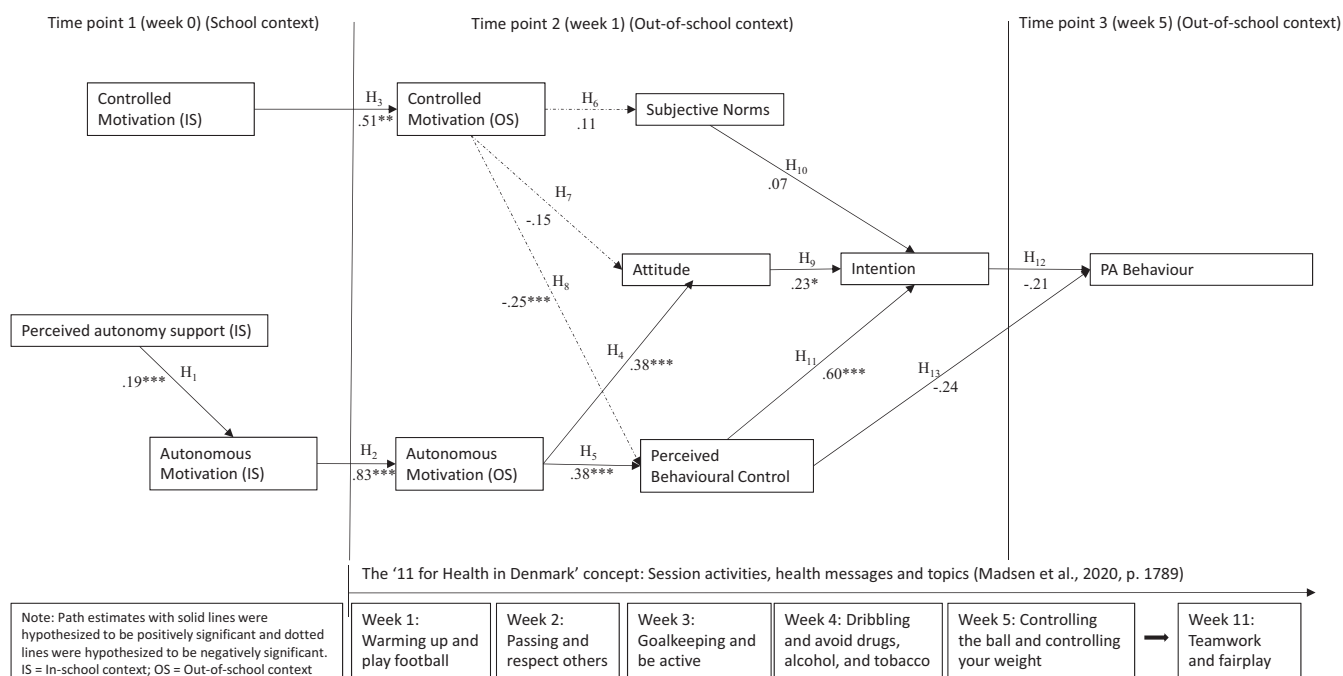 Time point 1 (week 0) (School context)
Time point 2 (week 1) (Out-of-school context)
Time point 3 (week 5) (Out-of-school context)
Controlled
Motivation (IS)
H3
.51**
Controlled
Motivation (OS)
H6
.11
Subjective Norms
H10
.07
H7
-.15
Attitude
H9
.23*
Intention
H12
-.21
PA Behaviour
H8
-.25***
Perceived autonomy support (IS)
H1
.19***
H4
.38***
H11
.60***
H13
-.24
Autonomous
Motivation (IS)
H2
.83***
Autonomous
Motivation (OS)
H5
.38***
Perceived
Behavioural Control
The ‘11 for Health in Denmark’ concept: Session activities, health messages and topics (Madsen et al., 2020, p. 1789)
Note: Path estimates with solid lines were
hypothesized to be positively significant and dotted
lines were hypothesized to be negatively significant.
IS = In-school context; OS = Out-of-school context
Week 1:
Warming up and
play football
Week 2:
Passing and
respect others
Week 3:
Goalkeeping and
be active
Week 4: Dribbling
and avoid drugs,
alcohol, and tobacco
Week 5: Controlling
the ball and controlling
your weight
Week 11:
Teamwork
and fairplay